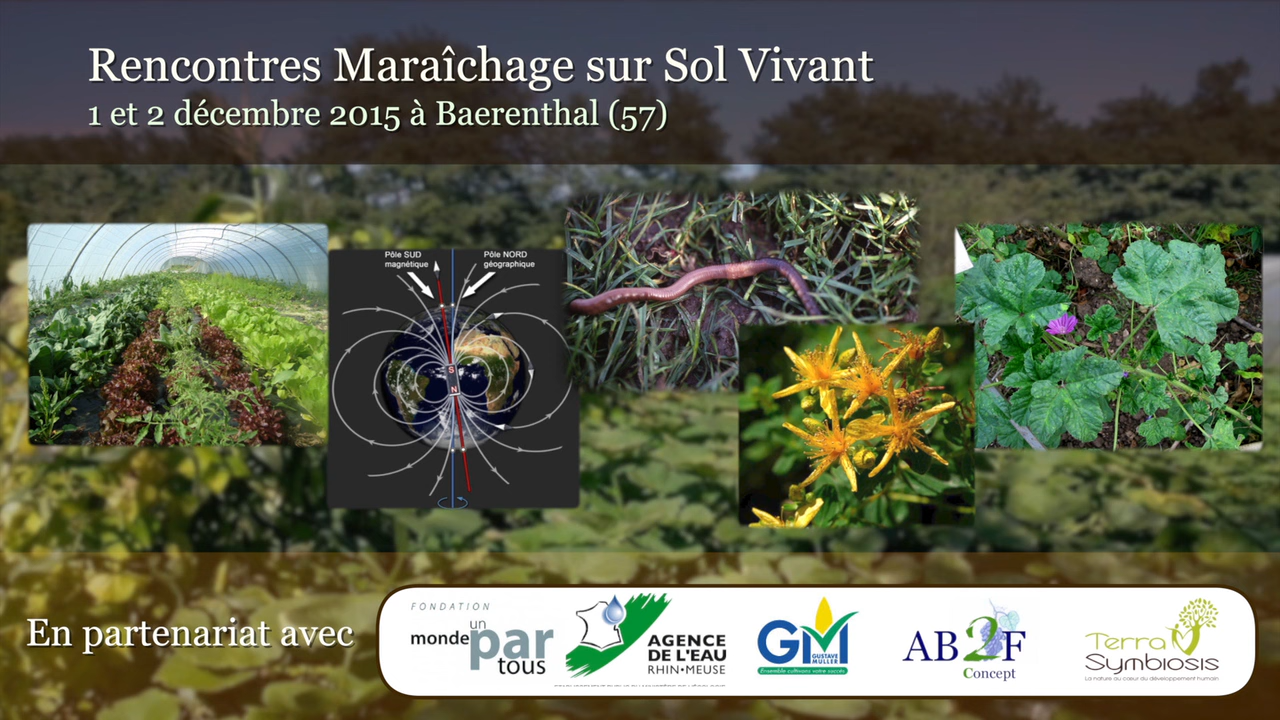 Rencontres Maraîchage sur Sol Vivant
1 et 2 décembre 2015 à Baerenthal (57)
Pôle SUD
magnétique
Pôle NORD
géographique
S
N
En partenariat avec
FONDATION
un
monde par
tous
AGENCE
DE L'EAU
RHIN•MEUSE
GM
GUSTAVE
MULLER
Ensemble cultivons votre succès
AB2F
Concept
Terra
Symbiosis
La nature au cœur du développement humain